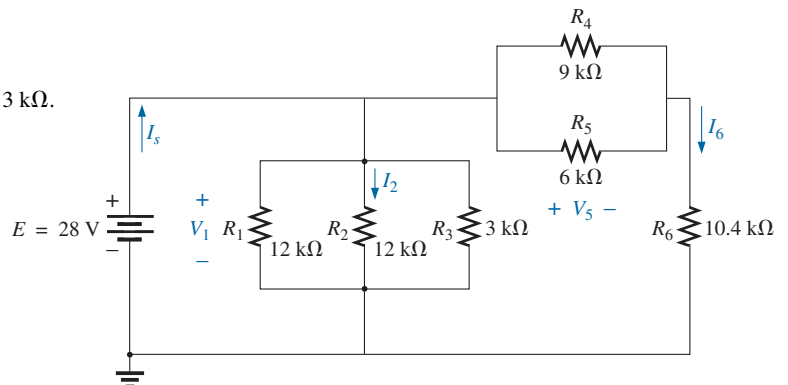 R4
9 kΩ
3 kΩ.
Is
R5
I6
6 kΩ
I2
+
+
+ V5 −
E = 28 V
V1
R1
R2
R3
3 kΩ
R6
10.4 kΩ
−
−
12 kΩ
12 kΩ